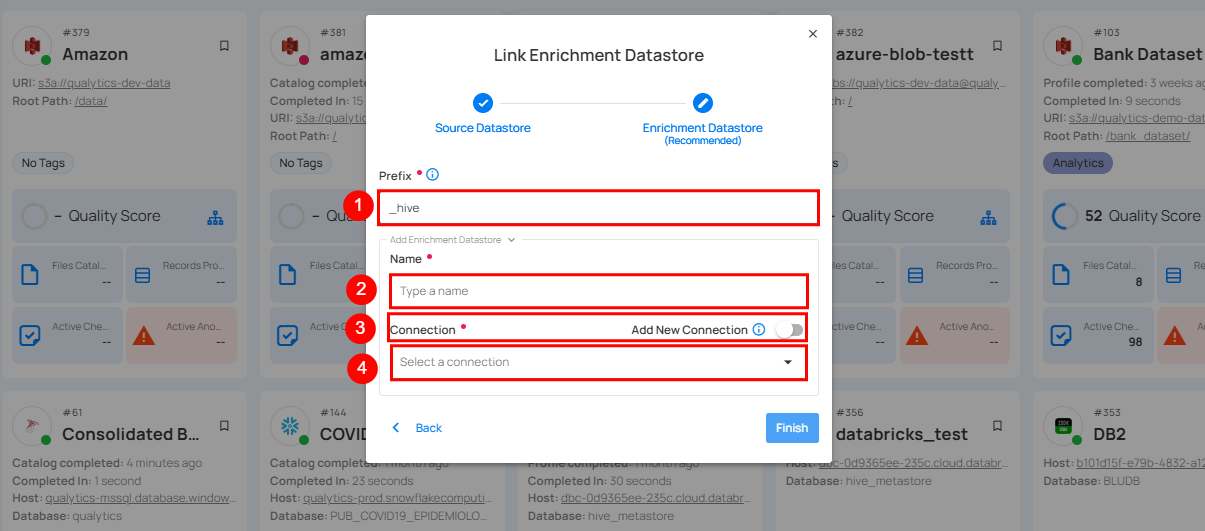 #379
Amazon
URI: s3a://qualytics-dev-data
Root Path: /data/
No Tags
– Quality Score
Files Catal...
--
Records Pro...
--
Active Che...
--
Active Ano...
--
#381
Catalog complete
Completed In: 15
URI: s3a://qualytic
Root Path: /
No Tags
– Qua
Files Catal...
Active C
Link Enrichment Datastore
Source Datastore
Enrichment Datastore
(Recommended)
Prefix
1
_hive
Add Enrichment Datastore
Name
2
Type a name
3
Connection
Add New Connection
4
Select a connection
Back
Finish
#382
azure-blob-testt
bs://qualytics-dev-data@qualy...
: /
s
– Quality Score
es Catal...
--
Records Pro...
--
ive Che...
--
Active Ano...
--
#103
Bank Dataset
Profile completed: 3 weeks ag
Completed In: 9 seconds
URI: s3a://qualytics-demo-dat
Root Path: /bank_dataset/
Analytics
52 Quality Score
Files Catal...
8
Re
Active Che...
98
#61
Consolidated B...
Catalog completed: 4 minutes ago
Completed In: 1 second
Host: qualytics-mssql.database.window...
Database: qualytics
#144
COVID
Catalog completed: 1 month ago
Completed In: 23 seconds
Host: qualytics-prod.snowflakecomputi...
Database: PUB_COVID19_EPIDEMIOLO...
Profile completed: 1 month ago
Completed In: 30 seconds
Host: dbc-0d9365ee-235c.cloud.databr...
Database: hive_metastore
#356
databricks_test
Host: dbc-0d9365ee-235c.cloud.databr...
Database: hive_metastore
#353
DB2
Host: b101d15f-e79b-4832-a12
Database: BLUDB